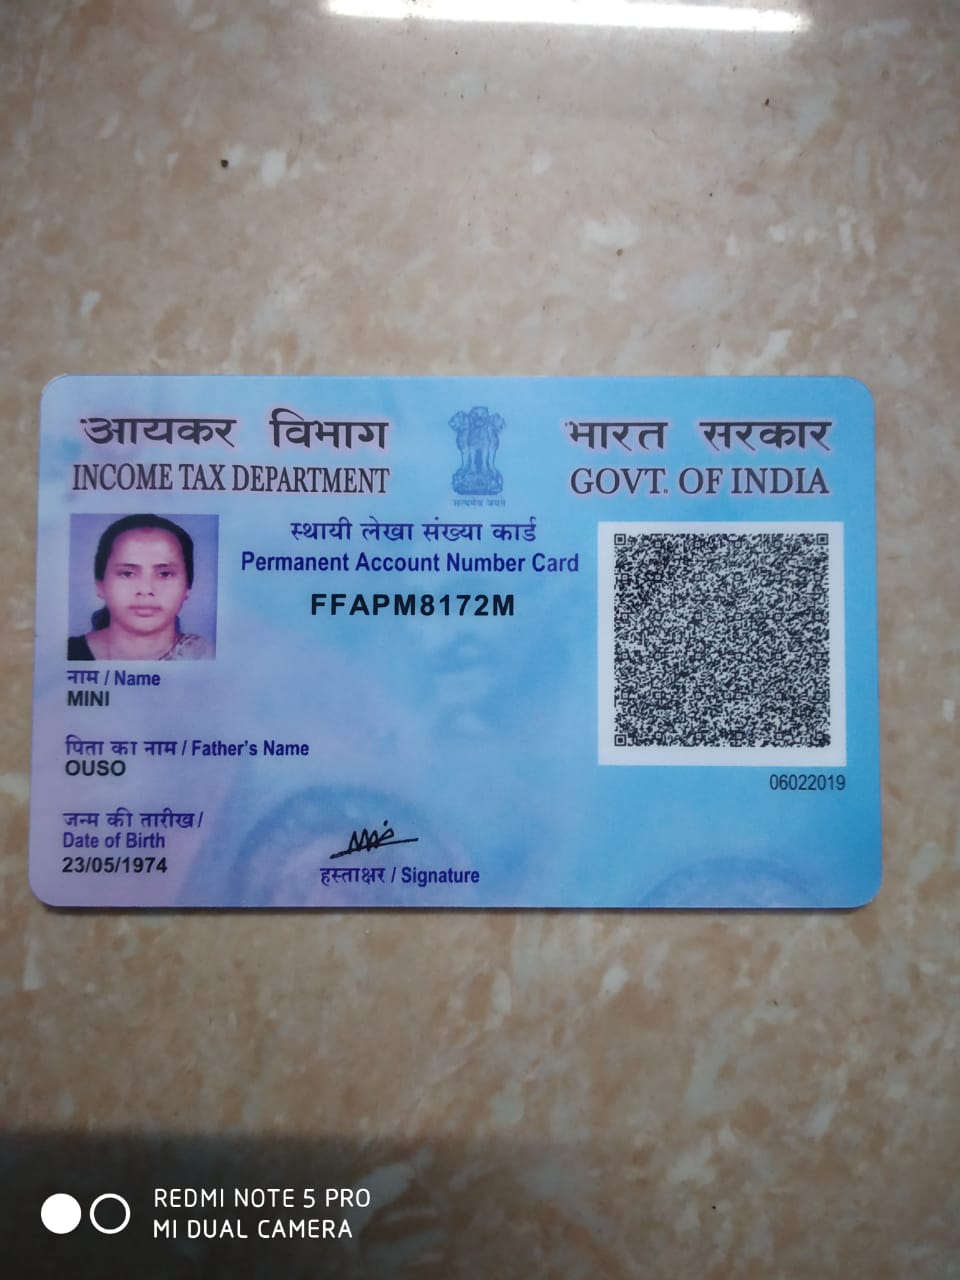 आयकर विभाग
INCOME TAX DEPARTMENT
सत्यमेव जयते
भारत सरकार
GOVT. OF INDIA
स्थायी लेखा संख्या कार्ड
Permanent Account Number Card
FFAPM8172M
नाम / Name
MINI
पिता का नाम / Father's Name
OUSO
06022019
जन्म की तारीख /
Date of Birth
23/05/1974
हस्ताक्षर / Signature
REDMI NOTE 5 PRO
MI DUAL CAMERA